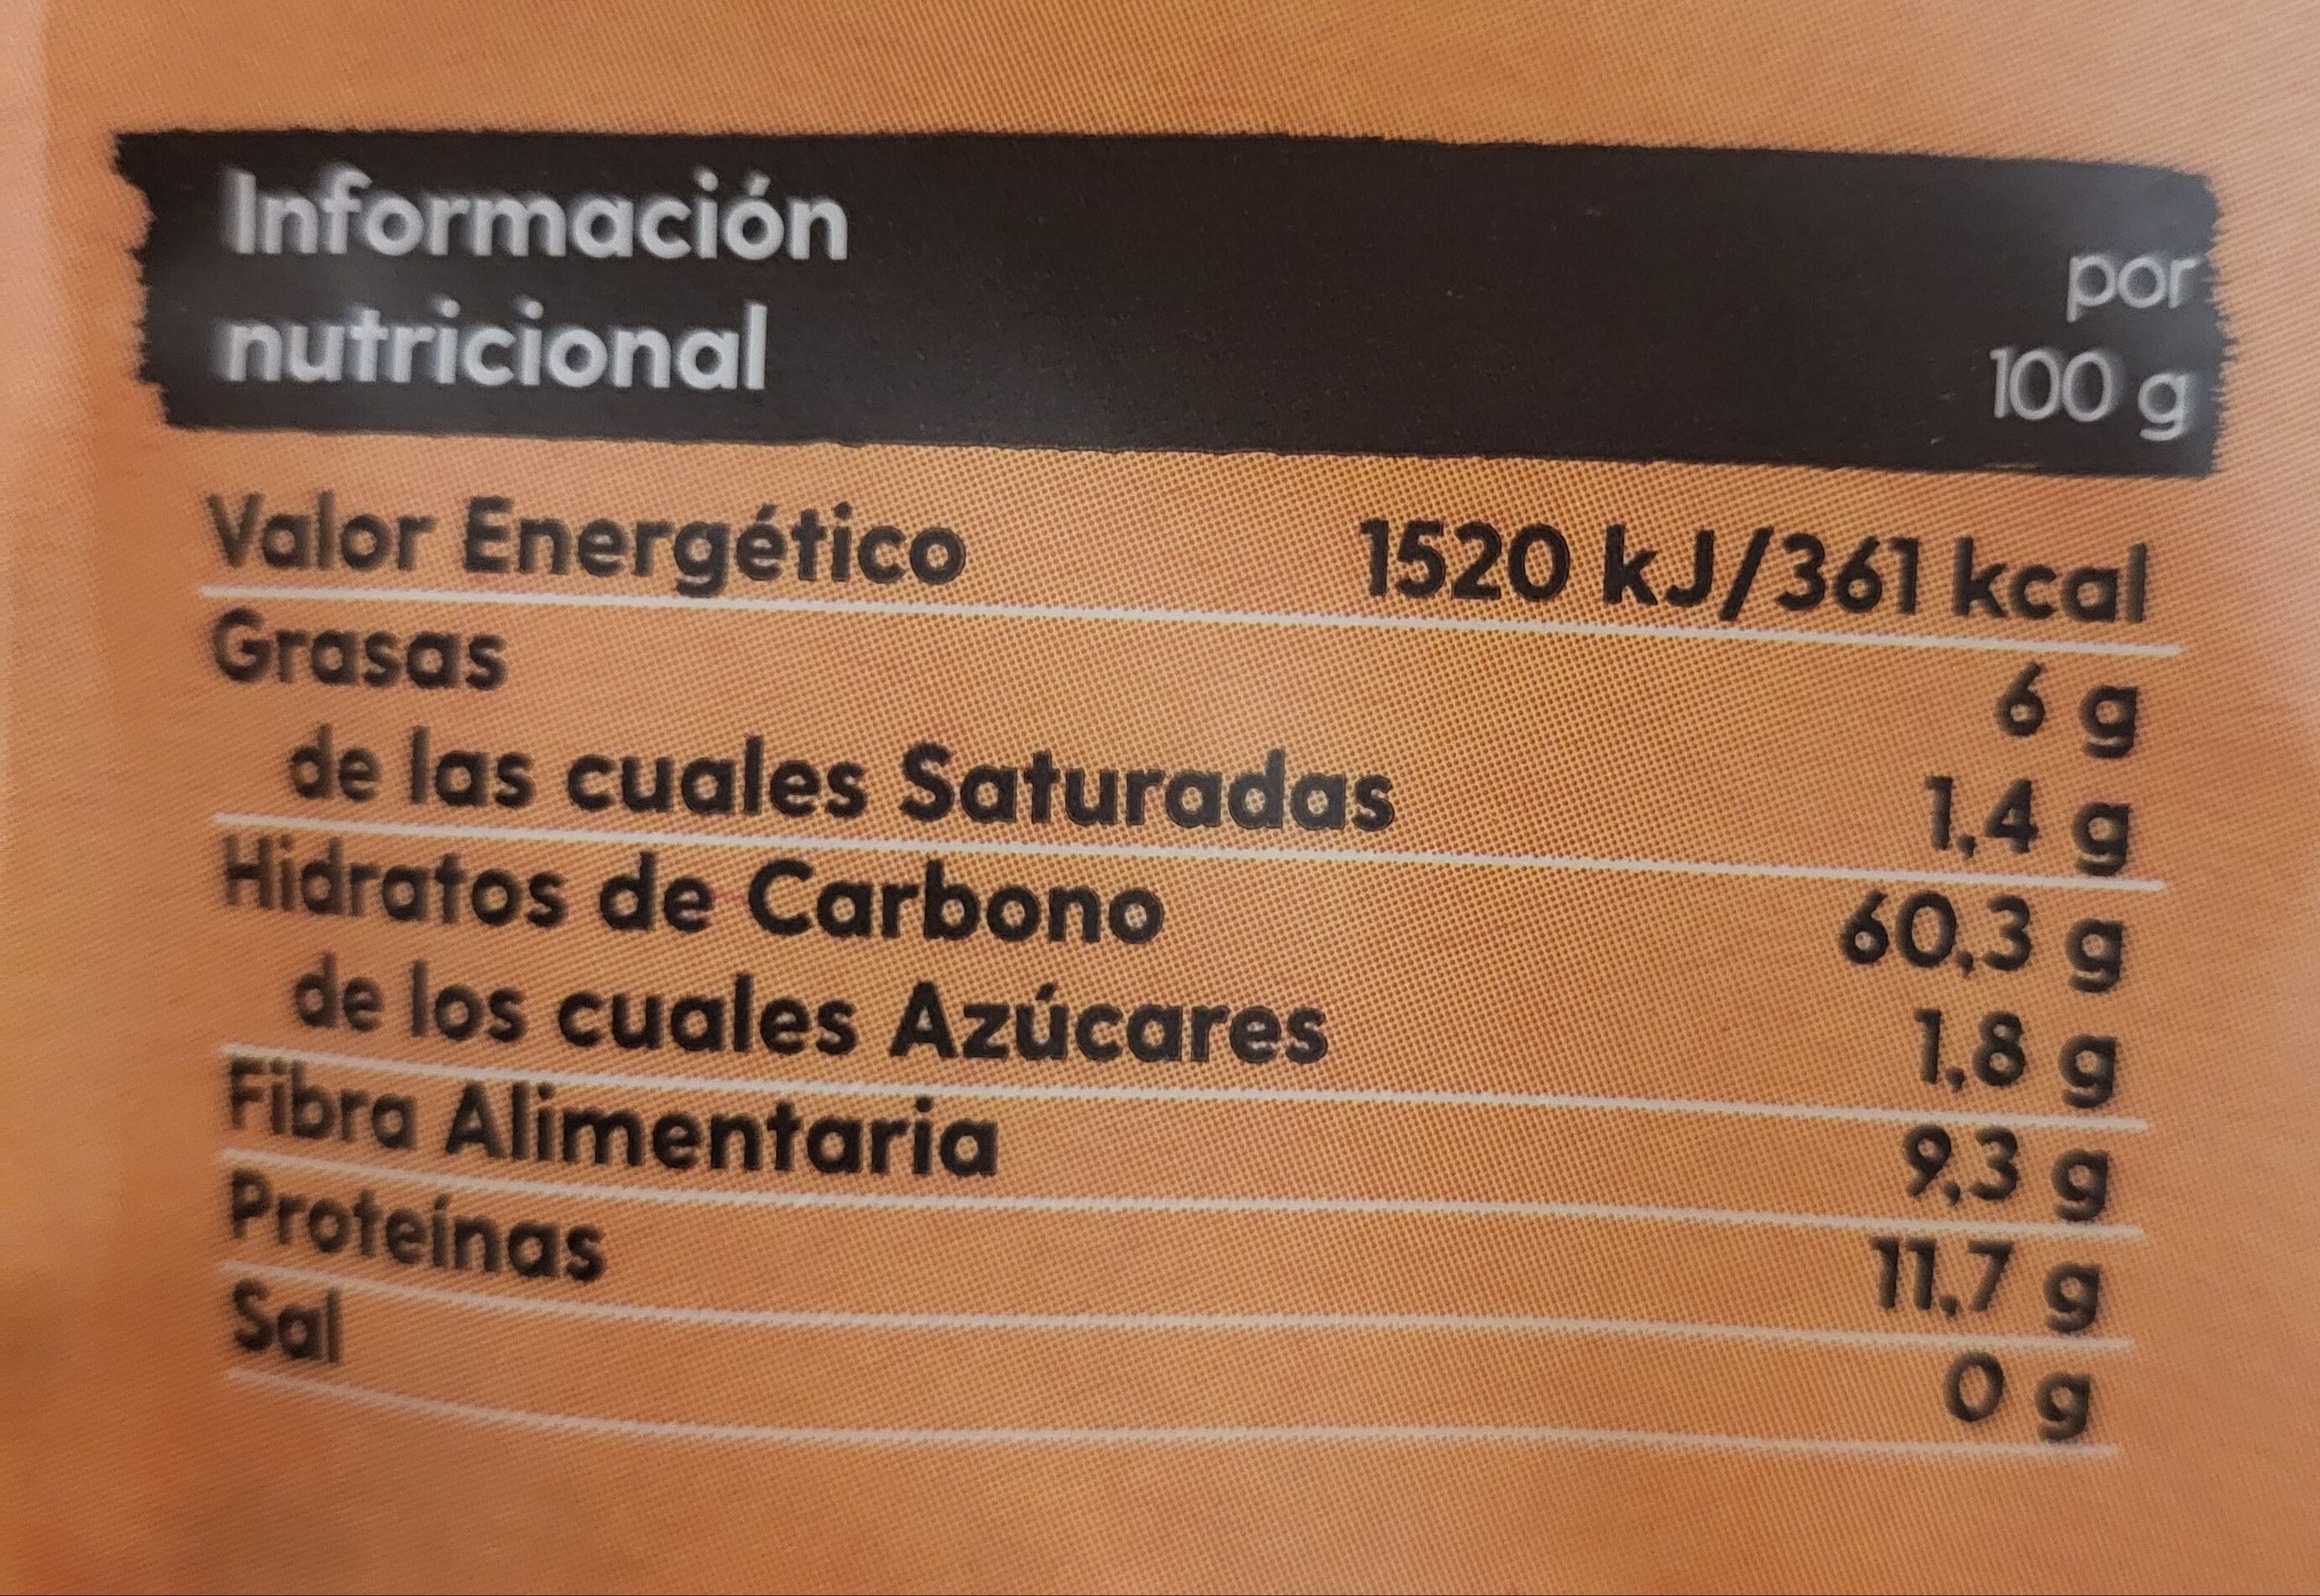 Información
nutricional
por
100 g
Valor Energético 1520 kJ/361 kcal
Grasas 6 g
de las cuales Saturadas 1,4 g
Hidratos de Carbono 60,3 g
de los cuales Azúcares 1,8 g
Fibra Alimentaria 9,3 g
Proteínas 11,7 g
Sal 0 g